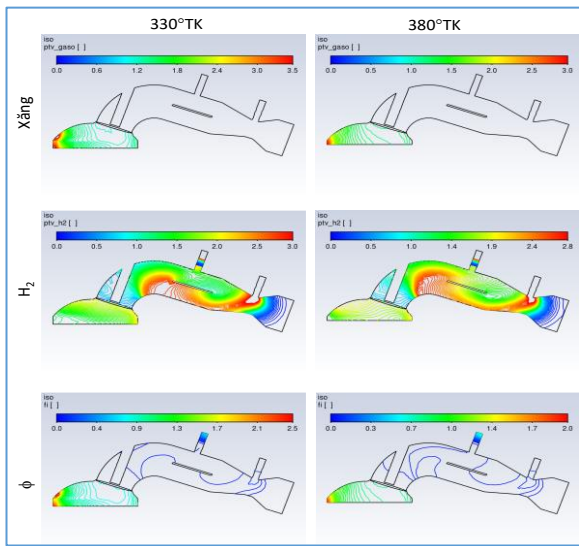 330°TK
380°TK
Xăng
iso
ptv_gaso [ ]
0.0 0.6 1.2 1.8 2.4 3.0 3.5
iso
ptv_gaso [ ]
0.0 0.5 1.0 1.5 2.0 2.5 3.0
H2
iso
ptv_h2 [ ]
0.0 0.5 1.0 1.5 2.0 2.5 3.0
iso
ptv_h2 [ ]
0.0 0.5 1.0 1.4 1.9 2.4 2.8
ϕ
iso
fi [ ]
0.0 0.4 0.9 1.3 1.7 2.1 2.5
iso
fi [ ]
0.0 0.3 0.7 1.0 1.4 1.7 2.0